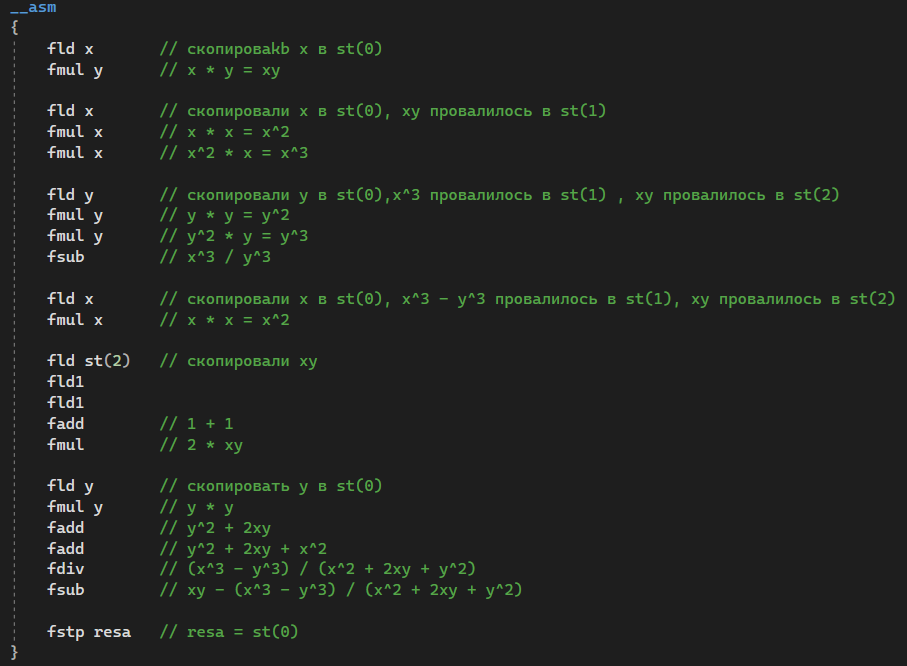 __asm
{
fld x // скопироваkb x в st(0)
fmul y // x * y = xy
fld x // скопировали x в st(0), xy провалилось в st(1)
fmul x // x * x = x^2
fmul x // x^2 * x = x^3
fld y // скопировали y в st(0),x^3 провалилось в st(1) , xy провалилось в st(2)
fmul y // y * y = y^2
fmul y // y^2 * y = y^3
fsub // x^3 / y^3
fld x // скопировали x в st(0), x^3 - y^3 провалилось в st(1), xy провалилось в st(2)
fmul x // x * x = x^2
fld st(2) // скопировали xy
fld1
fld1
fadd // 1 + 1
fmul // 2 * xy
fld y // скопировать y в st(0)
fmul y // y * y
fadd // y^2 + 2xy
fadd // y^2 + 2xy + x^2
fdiv // (x^3 - y^3) / (x^2 + 2xy + y^2)
fsub // xy - (x^3 - y^3) / (x^2 + 2xy + y^2)
fstp resa // resa = st(0)
}